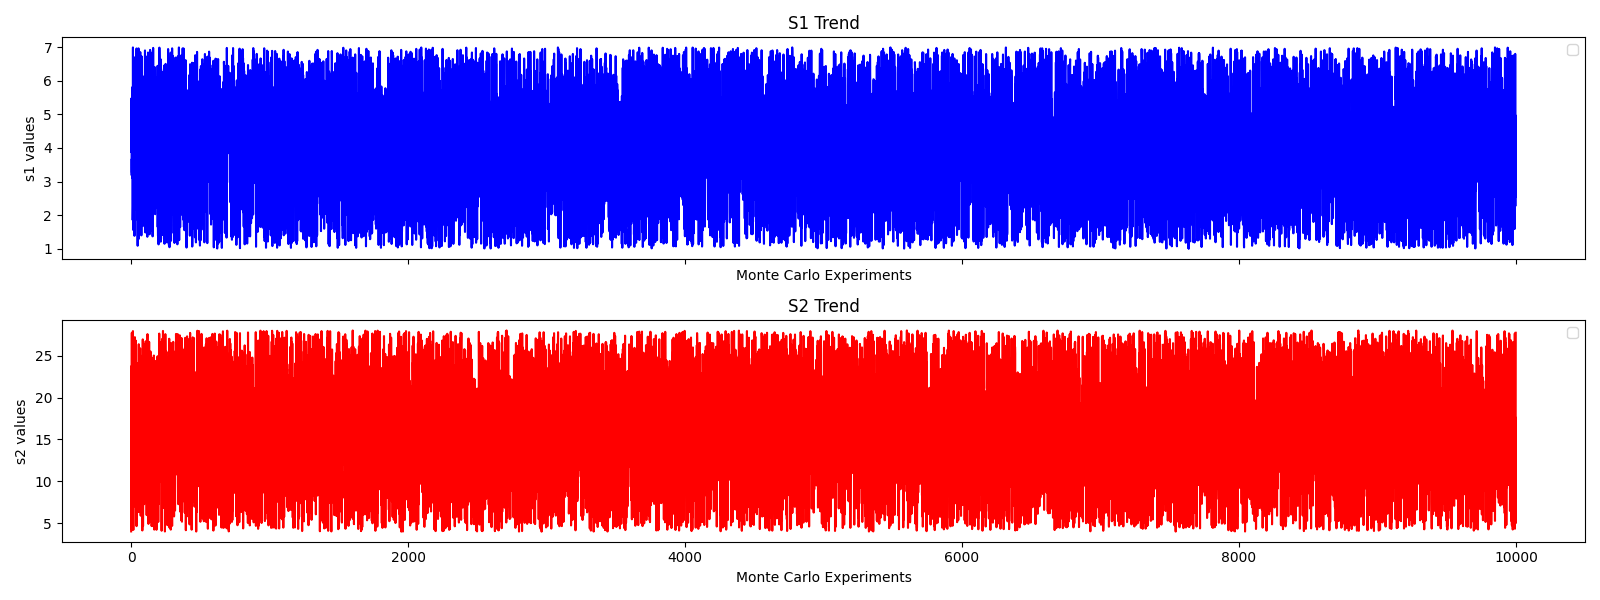 S1 Trend
s1 values
7
6
5
4
3
2
1
Monte Carlo Experiments
S2 Trend
s2 values
25
20
15
10
5
0 2000 4000 6000 8000 10000
Monte Carlo Experiments